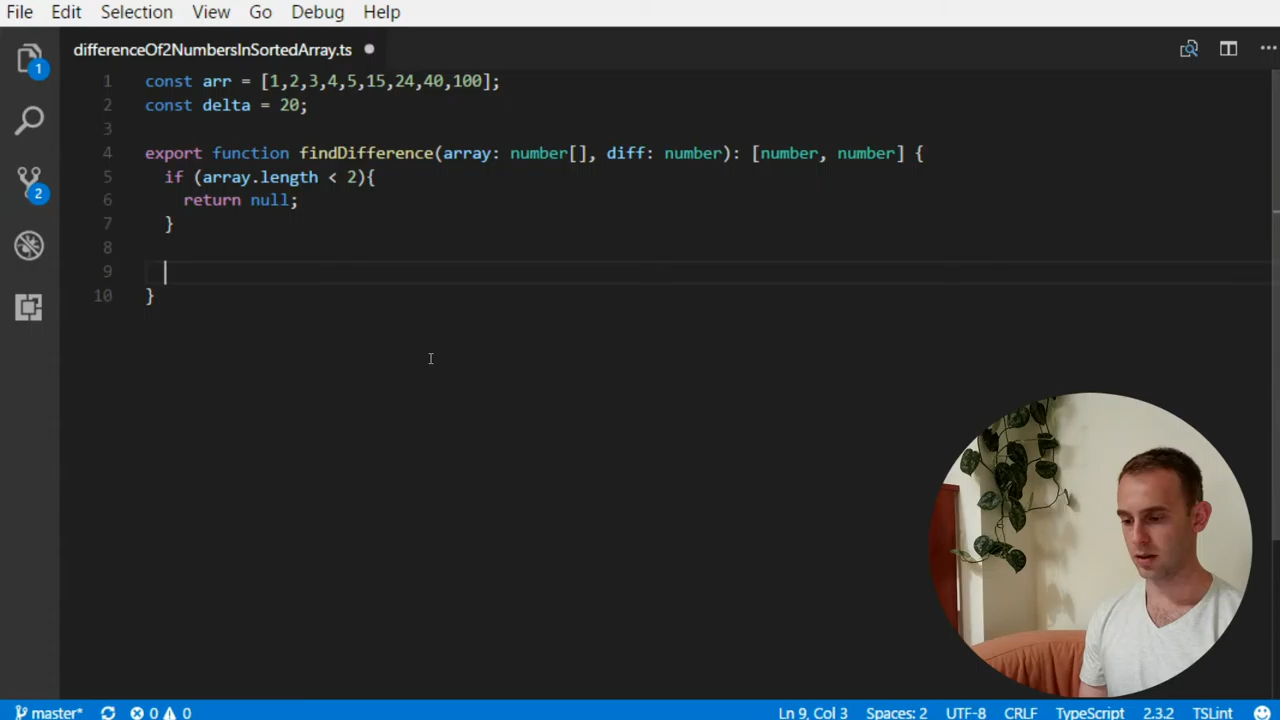 File Edit Selection View Go Debug Help
differenceOf2NumbersInSortedArray.ts
1 const arr = [1,2,3,4,5,15,24,40,100];
2 const delta = 20;
3
4 export function findDifference(array: number[], diff: number): [number, number] {
5 if (array.length < 2){
6 return null;
7 }
8
9
10 }
1
2
master* 0 0 Ln 9, Col 3 Spaces: 2 UTF-8 CRLF TypeScript 2.3.2 TSLint